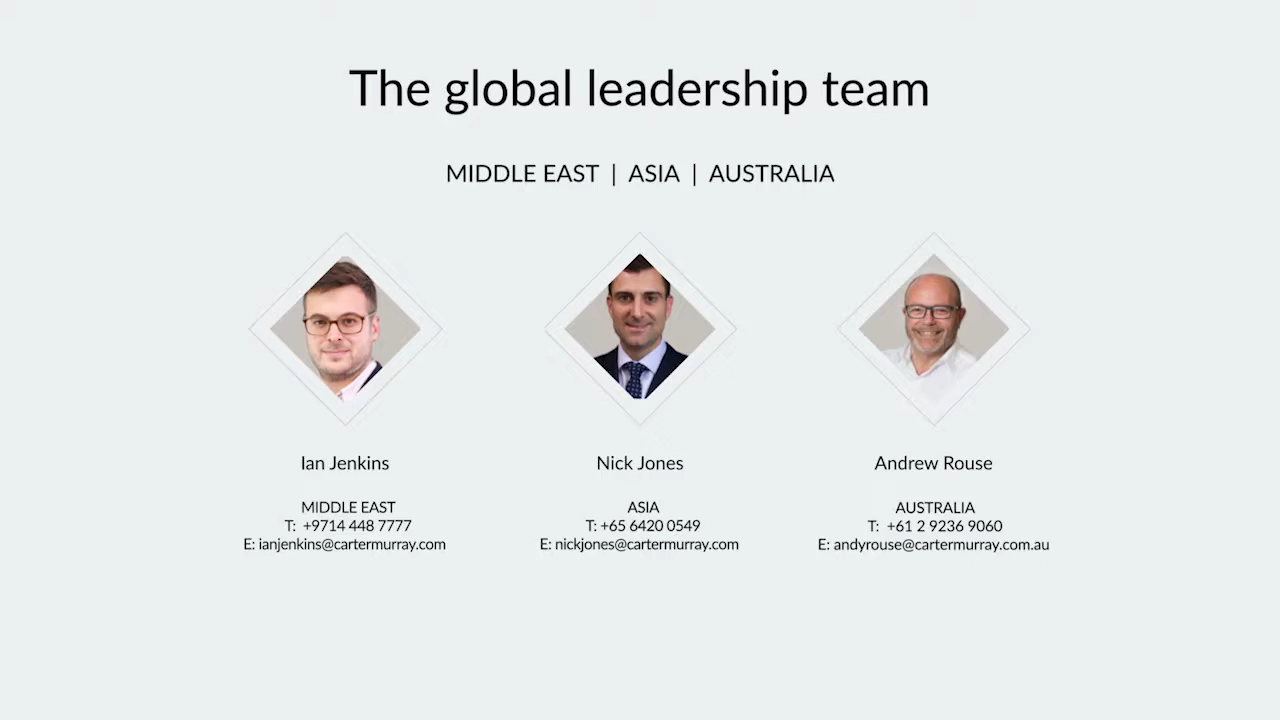 The global leadership team
MIDDLE EAST | ASIA | AUSTRALIA
Ian Jenkins
MIDDLE EAST
T: +9714 448 7777
E: ianjenkins@cartermurray.com
Nick Jones
ASIA
T: +65 6420 0549
E: nickjones@cartermurray.com
Andrew Rouse
AUSTRALIA
T: +61 2 9236 9060
E: andyrouse@cartermurray.com.au